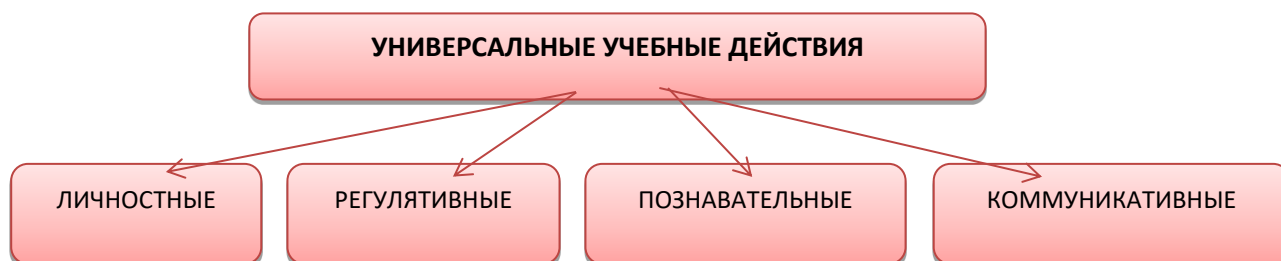 УНИВЕРСАЛЬНЫЕ УЧЕБНЫЕ ДЕЙСТВИЯ
ЛИЧНОСТНЫЕ
РЕГУЛЯТИВНЫЕ
ПОЗНАВАТЕЛЬНЫЕ
КОММУНИКАТИВНЫЕ